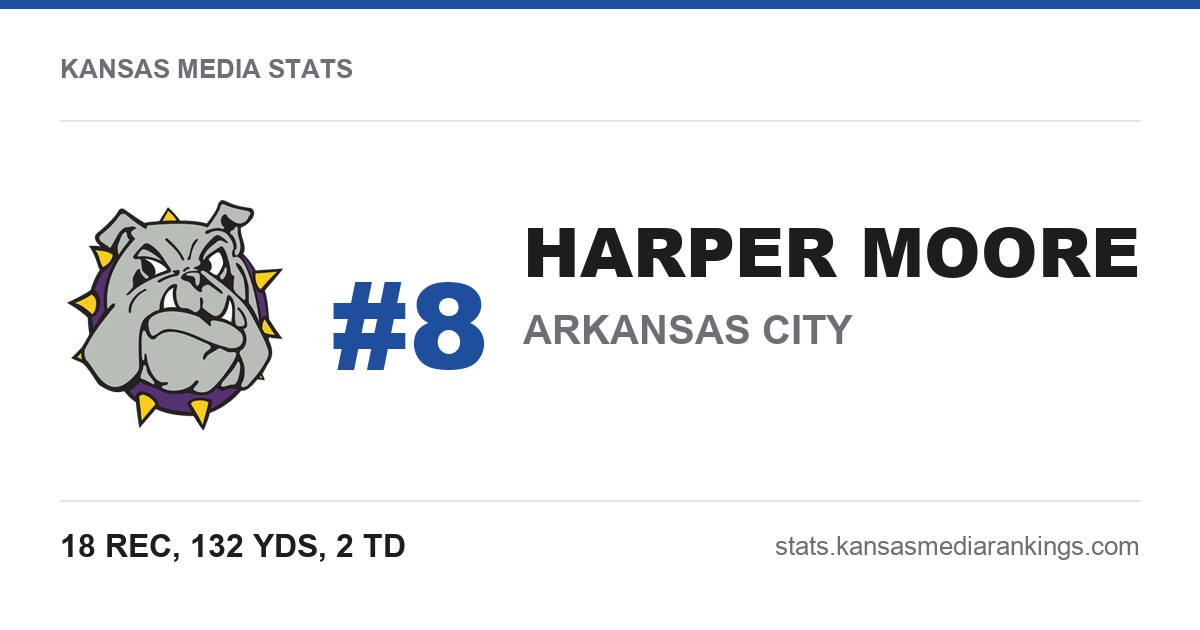 KANSAS MEDIA STATS
#8
HARPER MOORE
ARKANSAS CITY
18 REC, 132 YDS, 2 TD
stats.kansasmediarankings.com